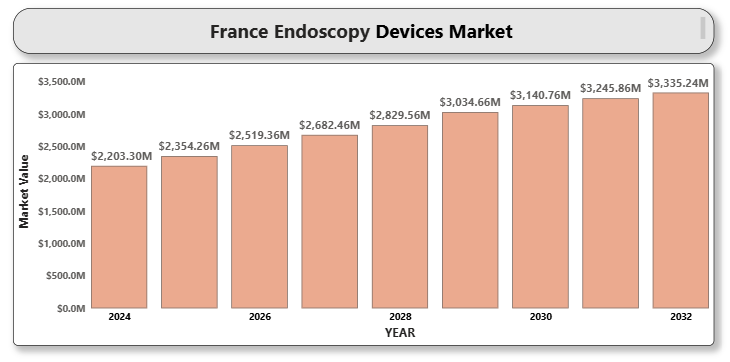 France Endoscopy Devices Market
$3,500.0M
$3,000.0M
$2,500.0M
$2,000.0M
$1,500.0M
$1,000.0M
$500.0M
$0.0M
Market Value
$2,203.30M
$2,354.26M
$2,519.36M
$2,682.46M
$2,829.56M
$3,034.66M
$3,140.76M
$3,245.86M
$3,335.24M
2024
2026
2028
2030
2032
YEAR